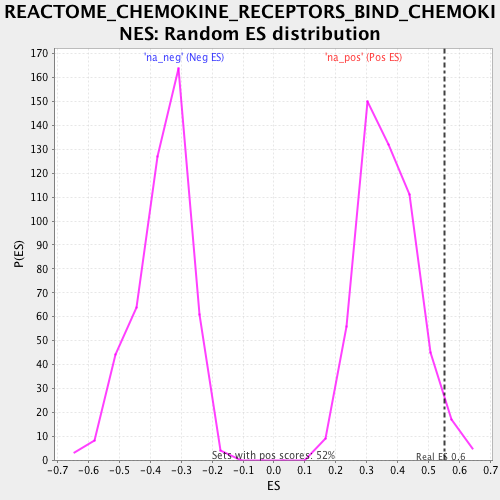 REACTOME_CHEMOKINE_RECEPTORS_BIND_CHEMOKI
NES: Random ES distribution
'na_neg' (Neg ES)
'na_pos' (Pos ES)
170
160
150
140
130
120
110
100
90
80
70
60
50
40
30
20
10
0
P(ES)
Sets with pos scores: 52%
Real ES 0.6
-0.7 -0.6 -0.5 -0.4 -0.3 -0.2 -0.1 0.0 0.1 0.2 0.3 0.4 0.5 0.6 0.7
ES